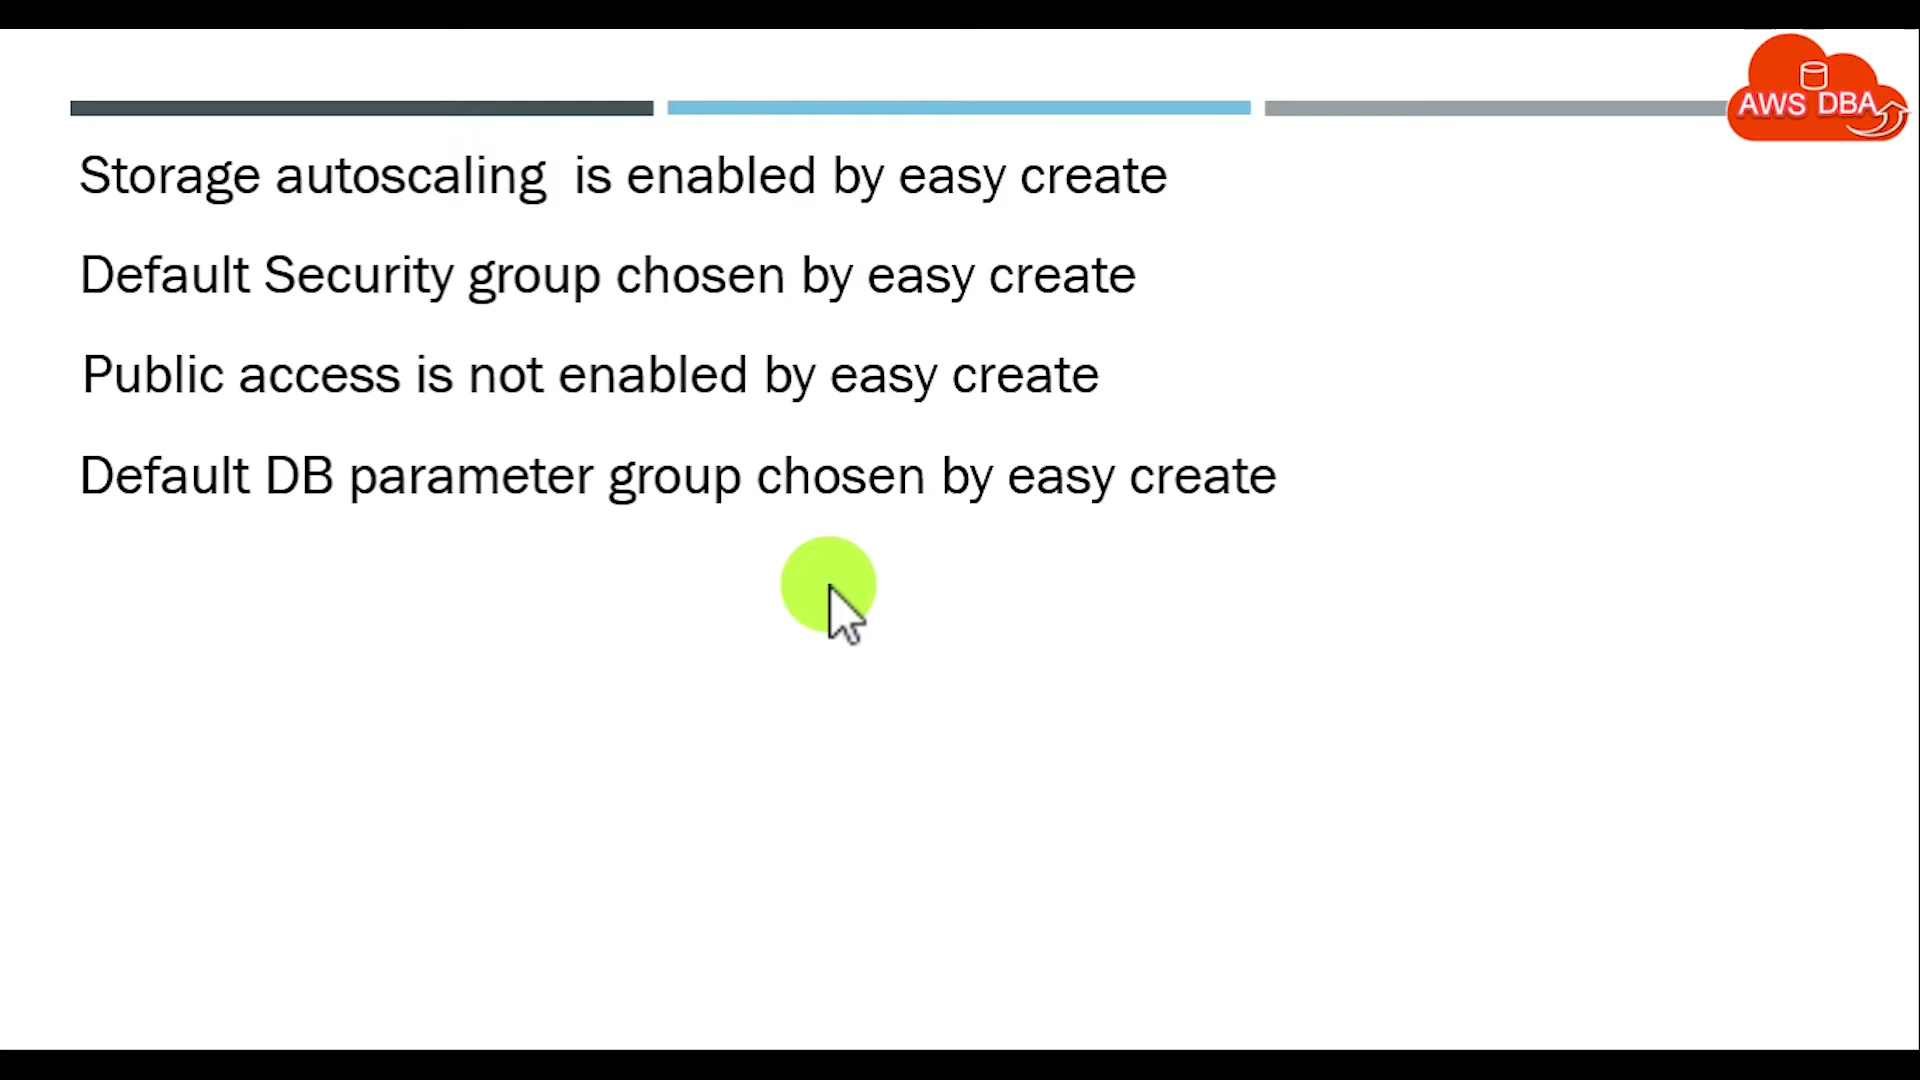 AWS DBA
Storage autoscaling  is enabled by easy create
Default Security group chosen by easy create
Public access is not enabled by easy create
Default DB parameter group chosen by easy create